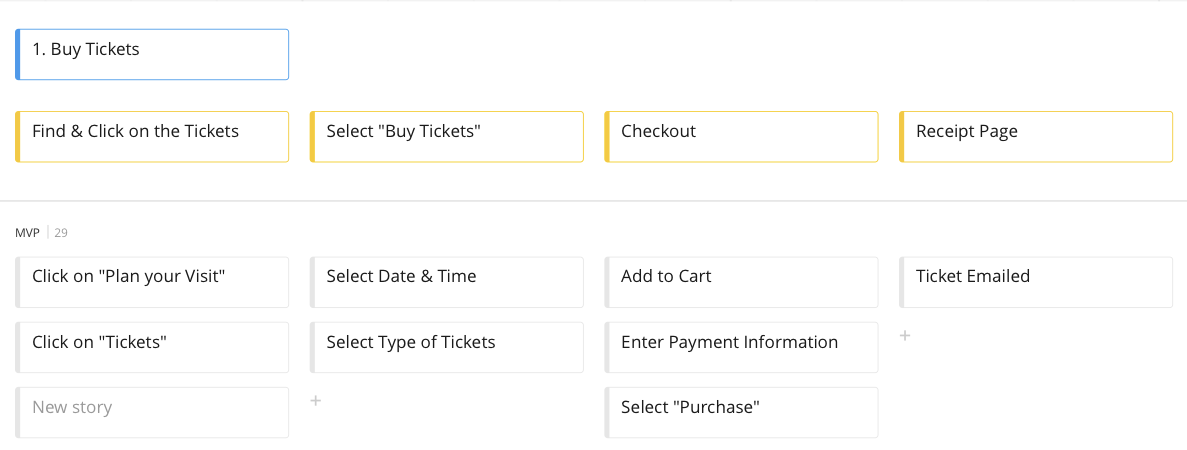 1. Buy Tickets
Find & Click on the Tickets
Select "Buy Tickets"
Checkout
Receipt Page
MVP | 29
Click on "Plan your Visit"
Select Date & Time
Add to Cart
Ticket Emailed
Click on "Tickets"
Select Type of Tickets
Enter Payment Information
+
New story
+
Select "Purchase"